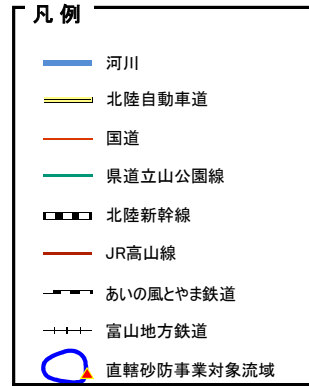 凡 例
河川
北陸自動車道
国道
県道立山公園線
北陸新幹線
JR高山線
あいの風とやま鉄道
富山地方鉄道
直轄砂防事業対象流域